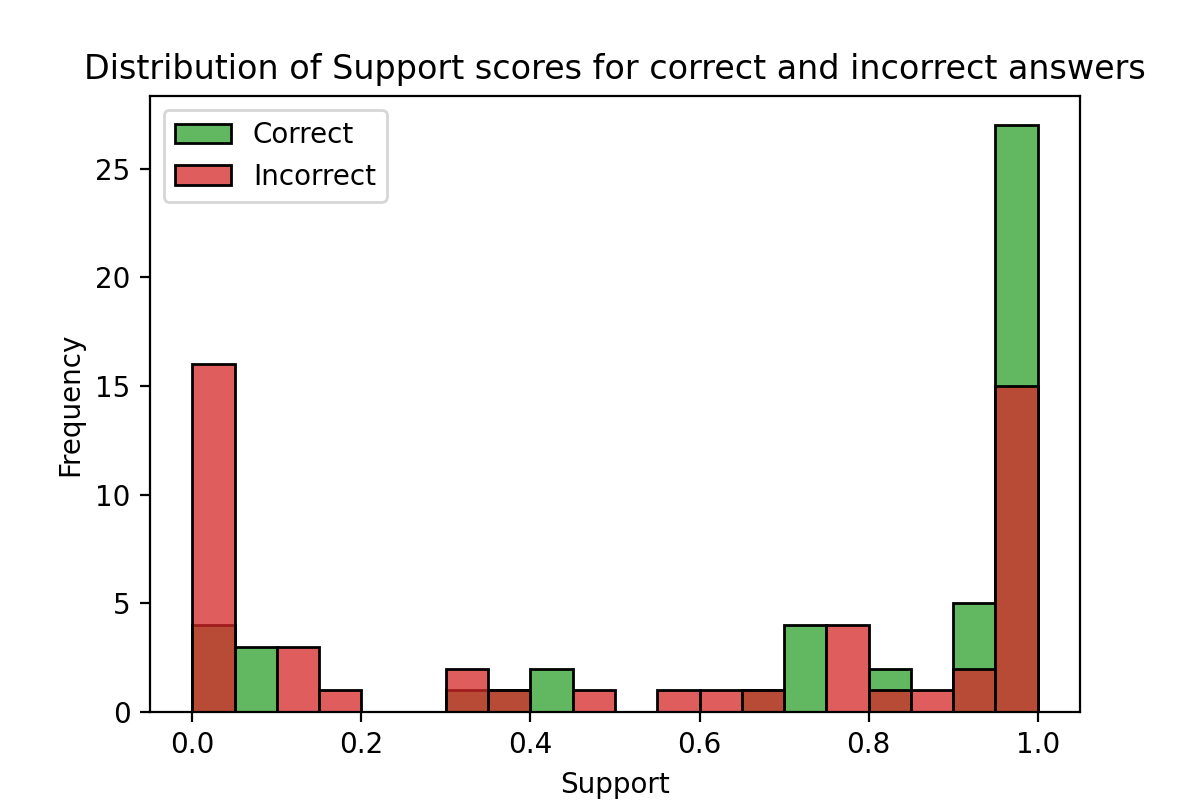 Distribution of Support scores for correct and incorrect answers
Correct
Incorrect
25
20
15
10
5
0
Frequency
0.0 0.2 0.4 0.6 0.8 1.0
Support